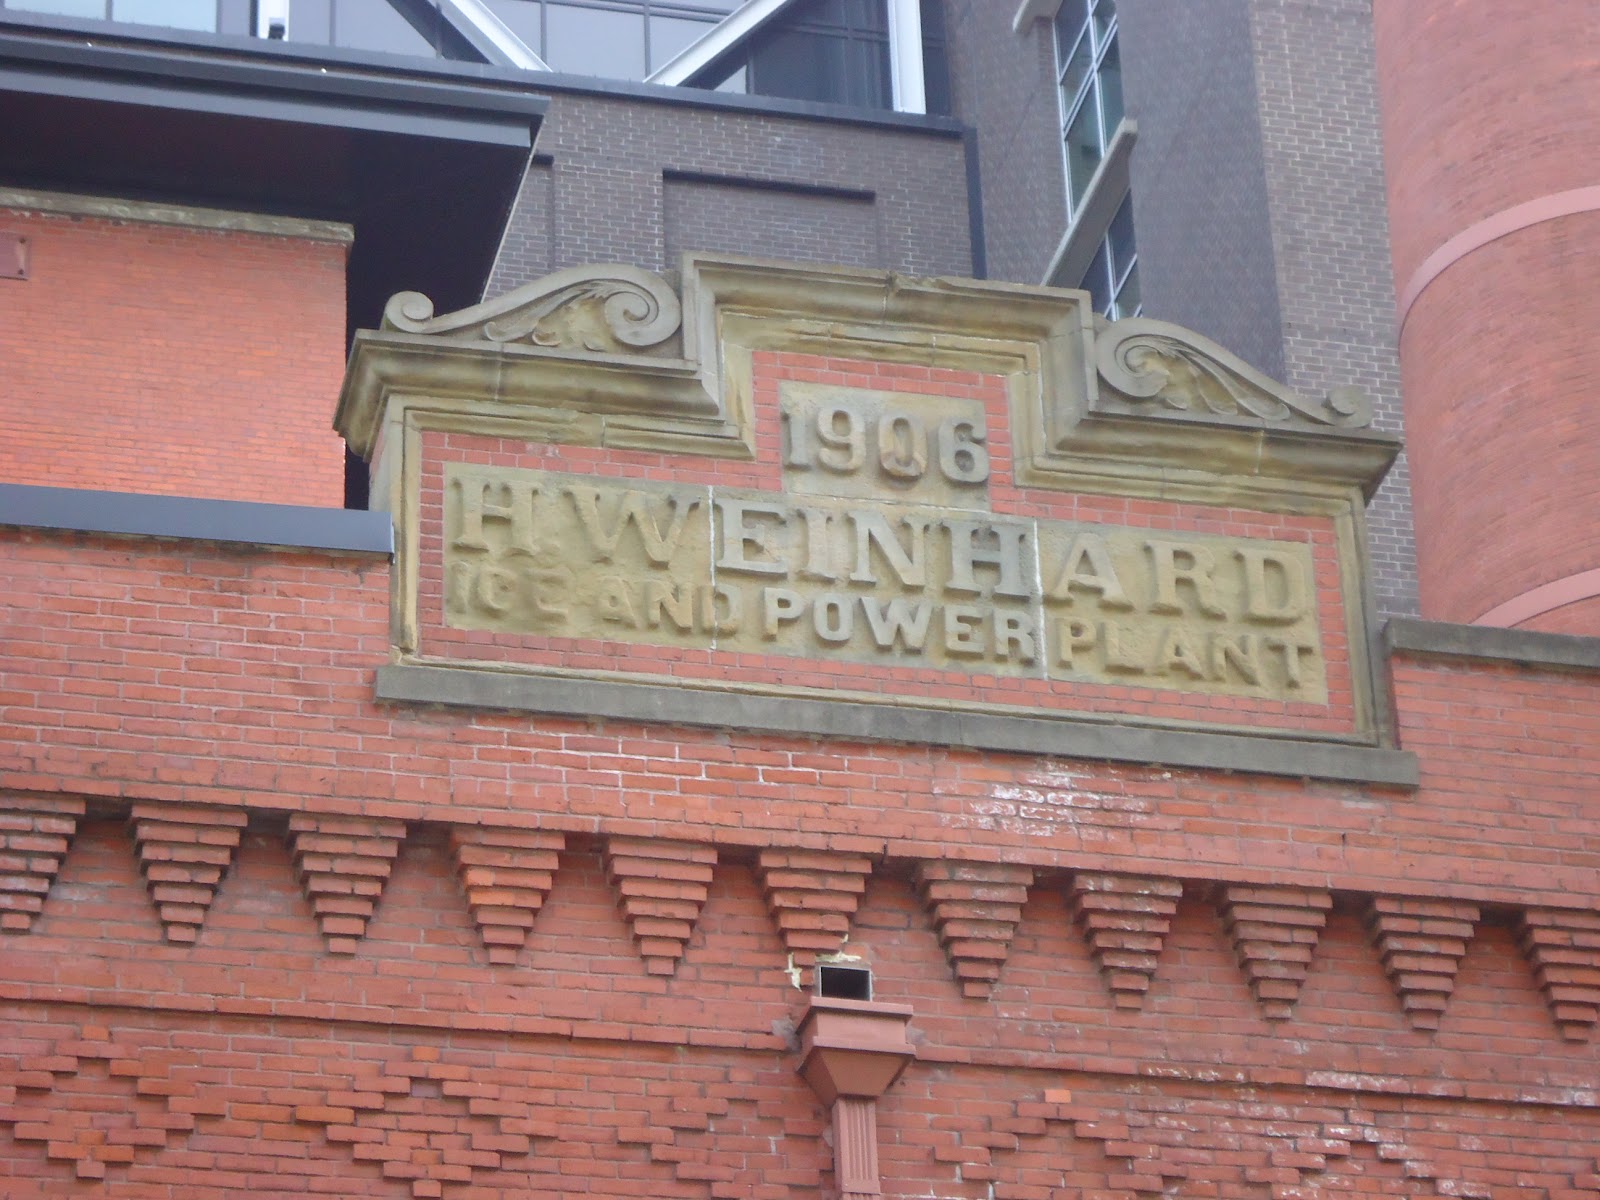 1906
H WEINHARD
ICE AND POWER PLANT